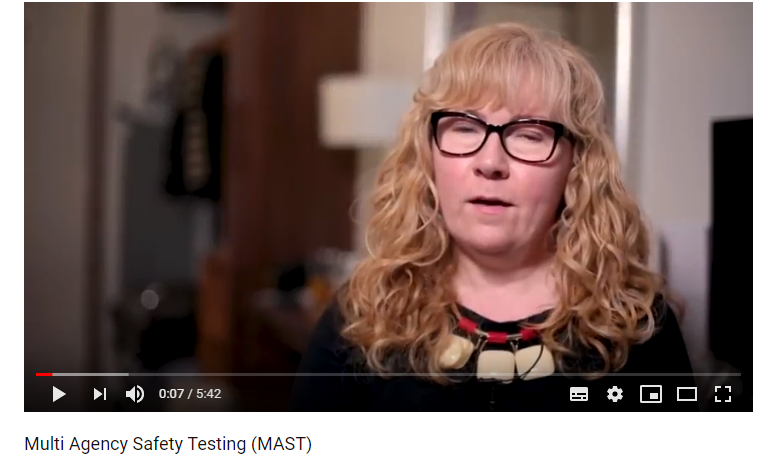 0:07 / 5:42
Multi Agency Safety Testing (MAST)